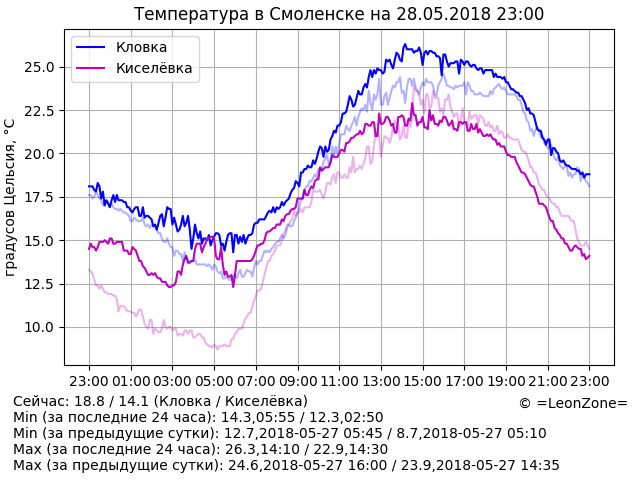 Температура в Смоленске на 28.05.2018 23:00
Кловка
Киселёвка
градусов Цельсия, °C
25.0
22.5
20.0
17.5
15.0
12.5
10.0
23:00 01:00 03:00 05:00 07:00 09:00 11:00 13:00 15:00 17:00 19:00 21:00 23:00
Сейчас: 18.8 / 14.1 (Кловка / Киселёвка)
© =LeonZone=
Min (за последние 24 часа): 14.3,05:55 / 12.3,02:50
Min (за предыдущие сутки): 12.7,2018-05-27 05:45 / 8.7,2018-05-27 05:10
Max (за последние 24 часа): 26.3,14:10 / 22.9,14:30
Max (за предыдущие сутки): 24.6,2018-05-27 16:00 / 23.9,2018-05-27 14:35